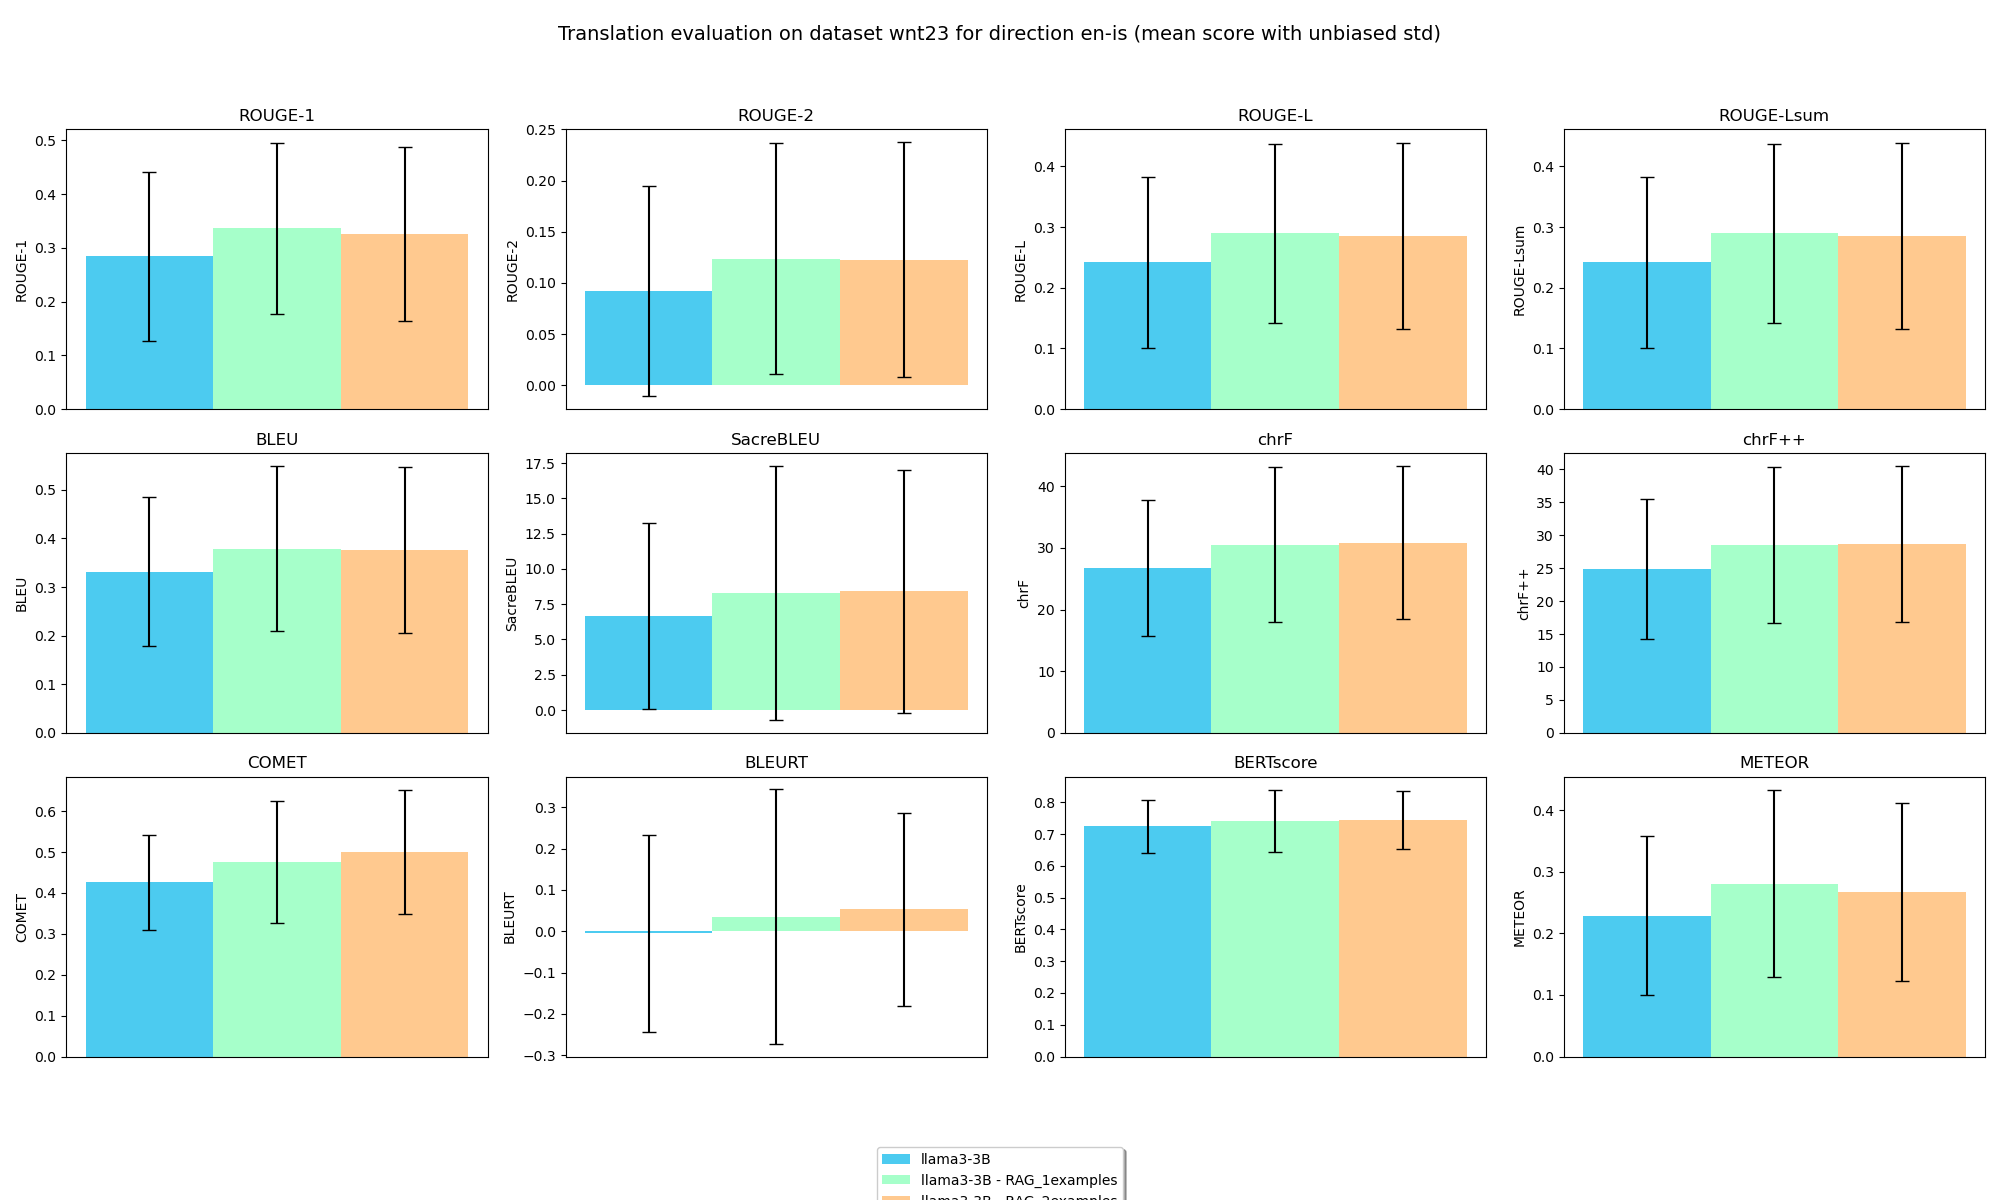 Translation evaluation on dataset wnt23 for direction en-is (mean score with unbiased std)
ROUGE-1
ROUGE-1
0.5
0.4
0.3
0.2
0.1
0.0
ROUGE-2
ROUGE-2
0.25
0.20
0.15
0.10
0.05
0.00
ROUGE-L
ROUGE-L
0.4
0.3
0.2
0.1
0.0
ROUGE-Lsum
ROUGE-Lsum
0.4
0.3
0.2
0.1
0.0
BLEU
BLEU
0.5
0.4
0.3
0.2
0.1
0.0
SacreBLEU
SacreBLEU
17.5
15.0
12.5
10.0
7.5
5.0
2.5
0.0
chrF
chrF
40
30
20
10
0
chrF++
chrF++
40
35
30
25
20
15
10
5
0
COMET
COMET
0.6
0.5
0.4
0.3
0.2
0.1
0.0
BLEURT
BLEURT
0.3
0.2
0.1
0.0
−0.1
−0.2
−0.3
BERTscore
BERTscore
0.8
0.7
0.6
0.5
0.4
0.3
0.2
0.1
0.0
METEOR
METEOR
0.4
0.3
0.2
0.1
0.0
llama3-3B
llama3-3B - RAG_1examples
llama3-3B - RAG_2examples